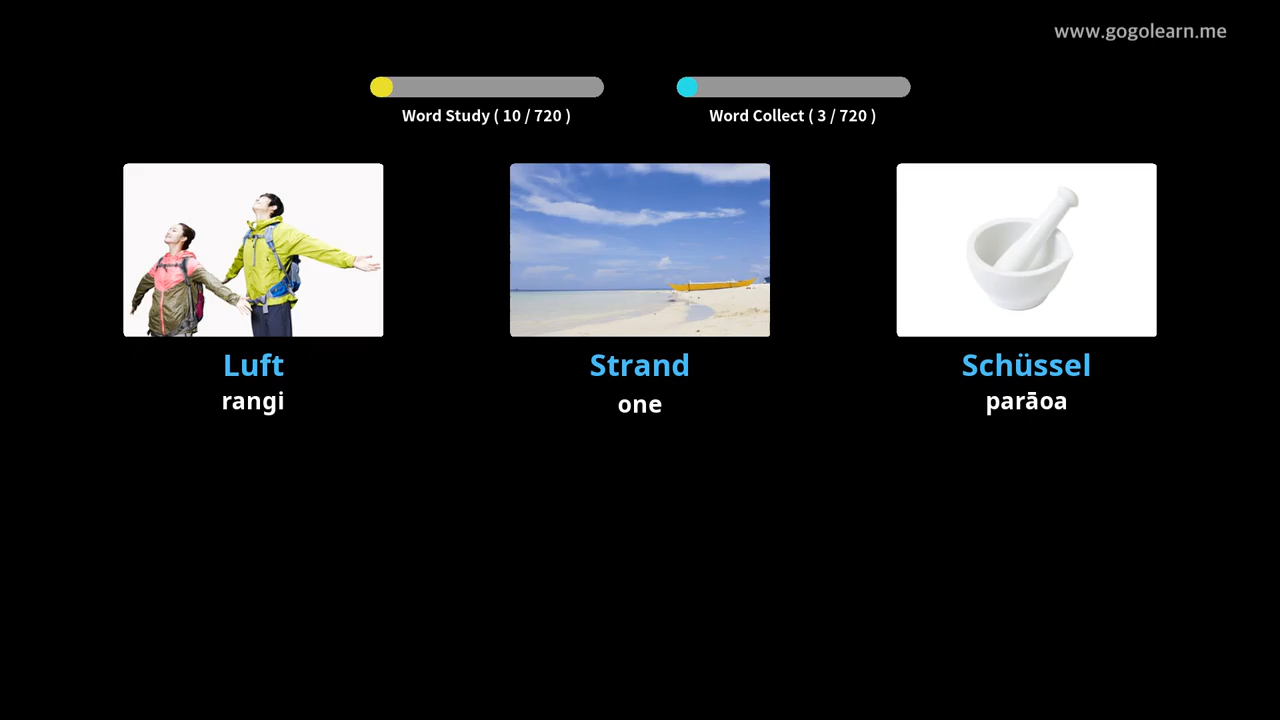 www.gogolearn.me
Word Study ( 10 / 720 )
Word Collect ( 3 / 720 )
Luft
rangi
Strand
one
Schüssel
parāoa